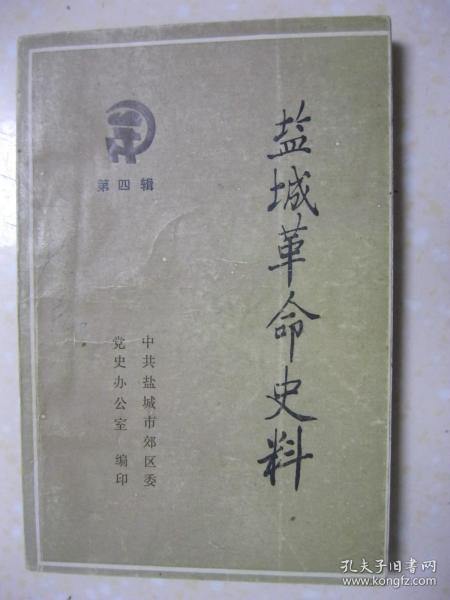 第四辑
盐城革命史料
中共盐城市郊区委
党史办公室 编印
孔夫子旧书网
www.kongfz.com